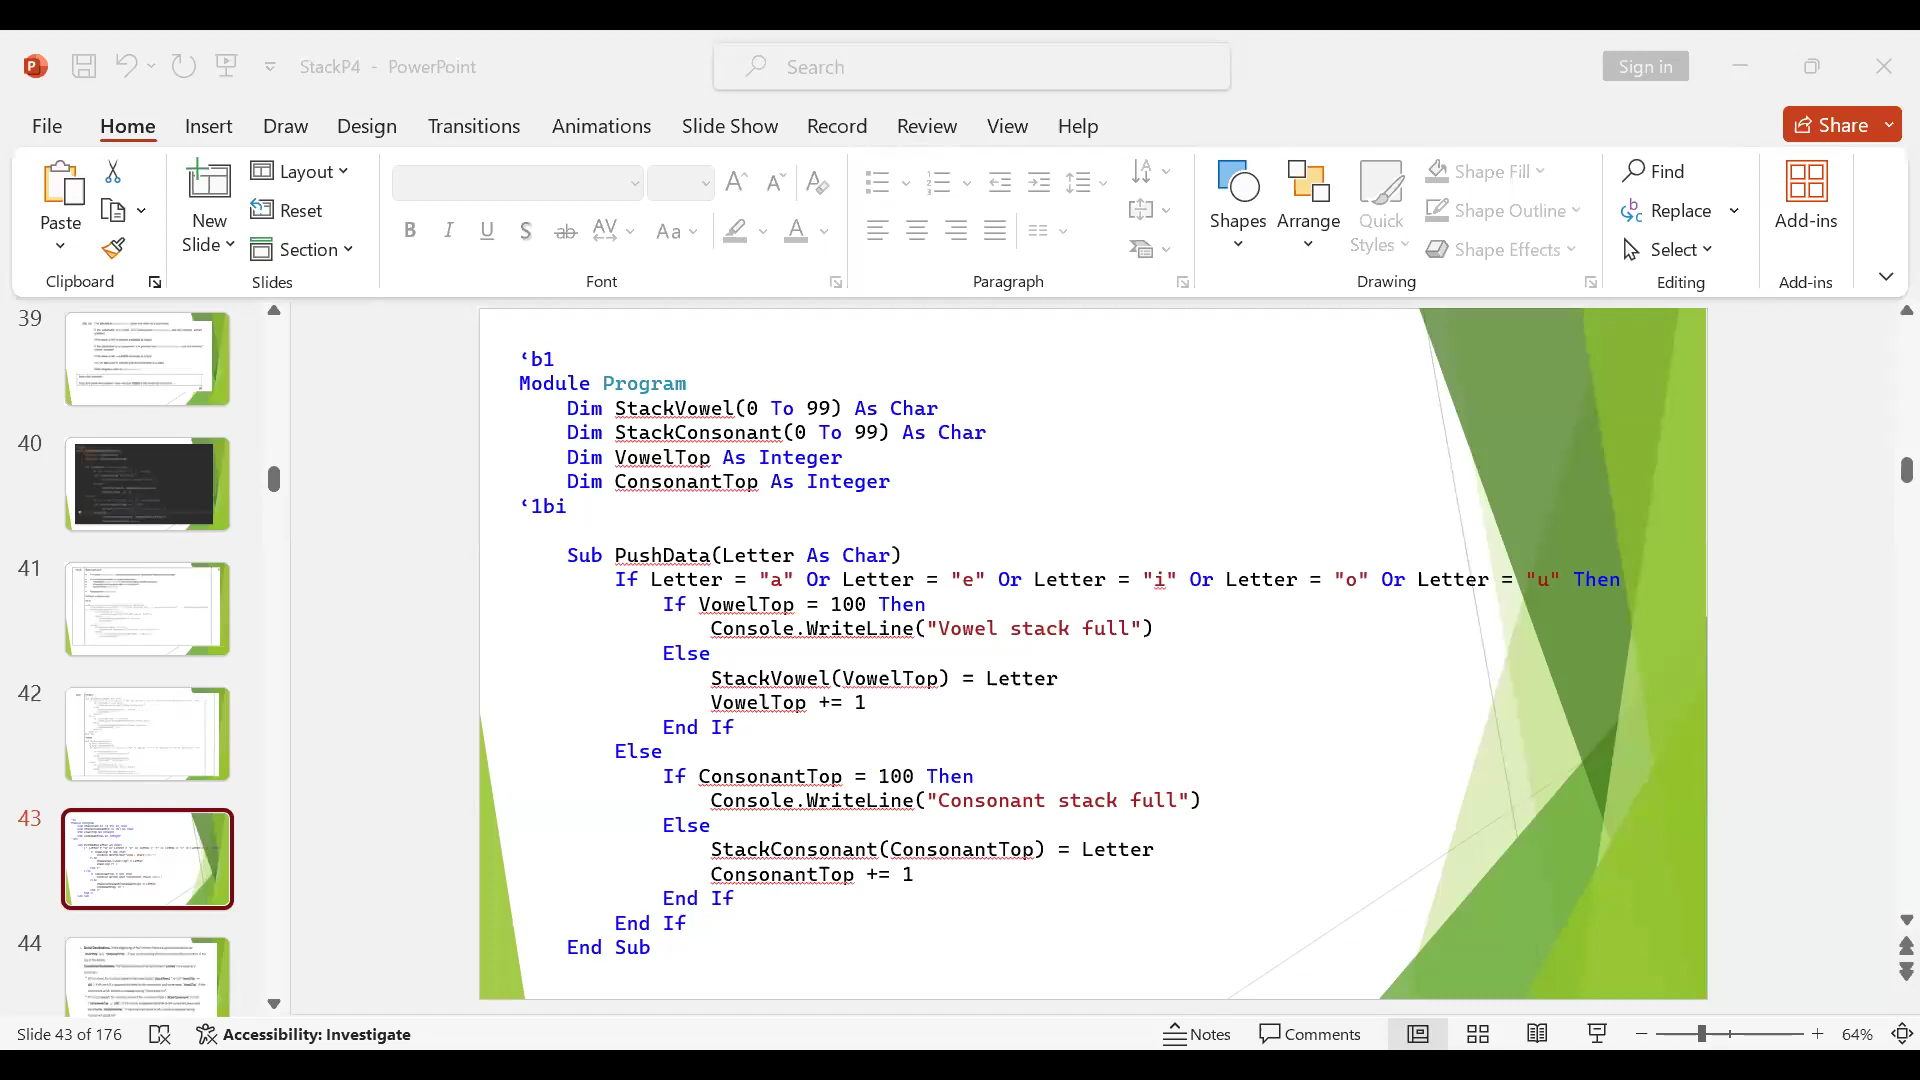 StackP4 - PowerPoint
Search
Sign in
File Home Insert Draw Design Transitions Animations Slide Show Record Review View Help
Share
Paste
Clipboard
New Slide
Layout
Reset
Section
Slides
B I U S ab AV Aa A
Font
Paragraph
Shapes
Arrange
Quick Styles
Shape Fill
Shape Outline
Shape Effects
Drawing
Find
Replace
Select
Editing
Add-ins
Add-ins
39
40
41
42
43
44
‘b1
Module Program
Dim StackVowel(0 To 99) As Char
Dim StackConsonant(0 To 99) As Char
Dim VowelTop As Integer
Dim ConsonantTop As Integer
‘1bi
Sub PushData(Letter As Char)
If Letter = "a" Or Letter = "e" Or Letter = "i" Or Letter = "o" Or Letter = "u" Then
If VowelTop = 100 Then
Console.WriteLine("Vowel stack full")
Else
StackVowel(VowelTop) = Letter
VowelTop += 1
End If
Else
If ConsonantTop = 100 Then
Console.WriteLine("Consonant stack full")
Else
StackConsonant(ConsonantTop) = Letter
ConsonantTop += 1
End If
End If
End Sub
Slide 43 of 176
Accessibility: Investigate
Notes
Comments
64%